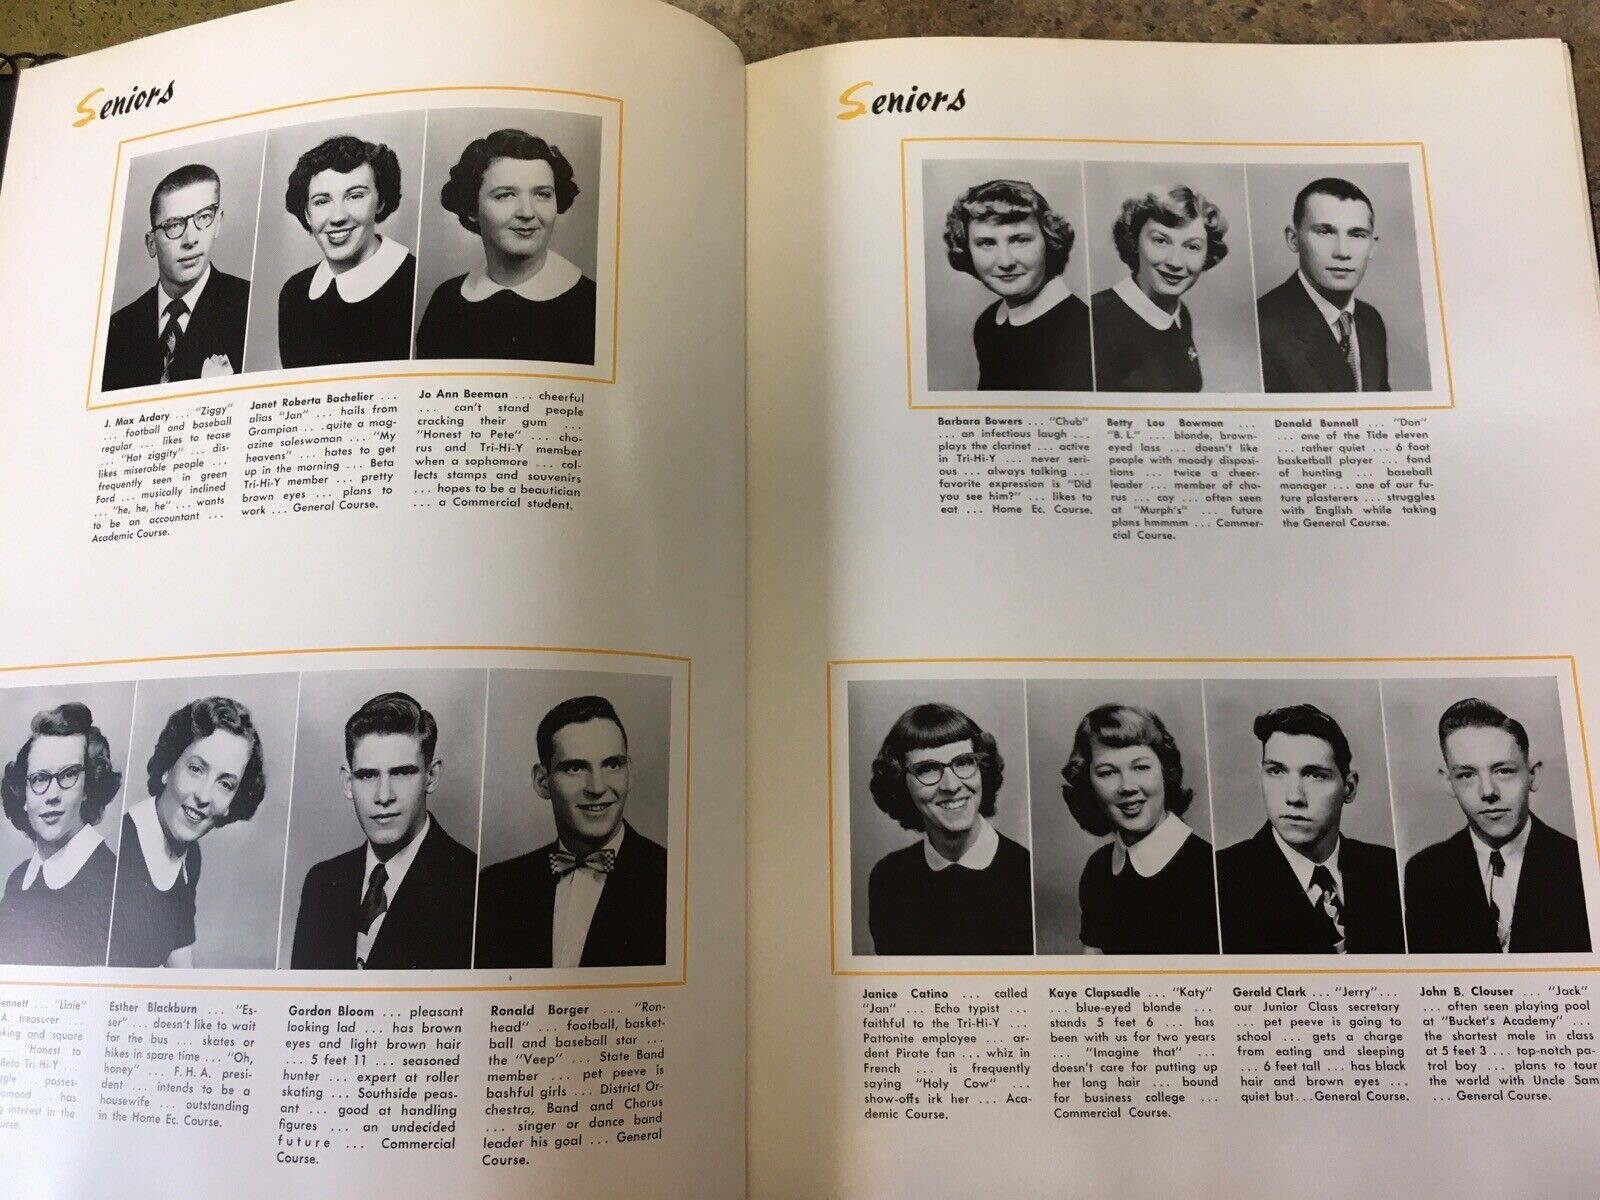 Seniors
J. Max Ardary ... "Ziggy"
... football and baseball
regular ... likes to tease
... "Hot ziggity" ... dis-
likes miserable people ...
frequently seen in green
Ford ... musically inclined
... "he, he, he" ... wants
to be an accountant ...
Academic Course.
Janet Roberta Bachelier ...
alias "Jan" ... hails from
Grampian ... quite a mag-
azine saleswoman ... "My
heavens" ... hates to get
up in the morning ... Beta
Tri-Hi-Y member ... pretty
brown eyes ... plans to
work ... General Course.
Jo Ann Beeman ... cheerful
... can't stand people
cracking their gum ...
"Honest to Pete" ... cho-
rus and Tri-Hi-Y member
when a sophomore ... col-
lects stamps and souvenirs
... hopes to be a beautician
... a Commercial student.
ennett ... "Linie"
.A. treasurer ...
king and square
... "Honest to
Beta Tri-Hi-Y
ggle ... posses-
amond ... has
g interest in the
urse.
Esther Blackburn ... "Es-
ser" ... doesn't like to wait
for the bus ... skates or
hikes in spare time ... "Oh,
honey" ... F.H.A. presi-
dent ... intends to be a
housewife ... outstanding
in the Home Ec. Course.
Gordon Bloom ... pleasant
looking lad ... has brown
eyes and light brown hair
... 5 feet 11 ... seasoned
hunter ... expert at roller
skating ... Southside peas-
ant ... good at handling
figures ... an undecided
future ... Commercial
Course.
Ronald Borger ... "Ron-
head" ... football, basket-
ball and baseball star ...
the "Veep" ... State Band
member ... pet peeve is
bashful girls ... District Or-
chestra, Band and Chorus
... singer or dance band
leader his goal ... General
Course.
Seniors
Barbara Bowers ... "Chub"
... an infectious laugh ...
plays the clarinet ... active
in Tri-Hi-Y ... never seri-
ous ... always talking ...
favorite expression is "Did
you see him?" ... likes to
eat ... Home Ec. Course.
Betty Lou Bowman ...
"B. L." ... blonde, brown-
eyed lass ... doesn't like
people with moody disposi-
tions ... twice a cheer-
leader ... member of cho-
rus ... coy ... often seen
at "Murph's" ... future
plans hmmmm ... Commer-
cial Course.
Donald Bunnell ... "Don"
... one of the Tide eleven
... rather quiet ... 6 foot
basketball player ... fond
of hunting ... baseball
manager ... one of our fu-
ture plasterers ... struggles
with English while taking
the General Course.
Janice Catino ... called
"Jan" ... Echo typist ...
faithful to the Tri-Hi-Y ...
Pattonite employee ... ar-
dent Pirate fan ... whiz in
French ... is frequently
saying "Holy Cow" ...
show-offs irk her ... Aca-
demic Course.
Kaye Clapsadle ... "Katy"
... blue-eyed blonde ...
stands 5 feet 6 ... has
been with us for two years
... "Imagine that" ...
doesn't care for putting up
her long hair ... bound
for business college ...
Commercial Course.
Gerald Clark ... "Jerry" ...
our Junior Class secretary
... pet peeve is going to
school ... gets a charge
from eating and sleeping
... 6 feet tall ... has black
hair and brown eyes ...
quiet but...General Course.
John B. Clouser ... "Jack"
... often seen playing pool
at "Bucket's Academy" ...
the shortest male in class
at 5 feet 3 ... top-notch pa-
trol boy ... plans to tour
the world with Uncle Sam
... General Course.